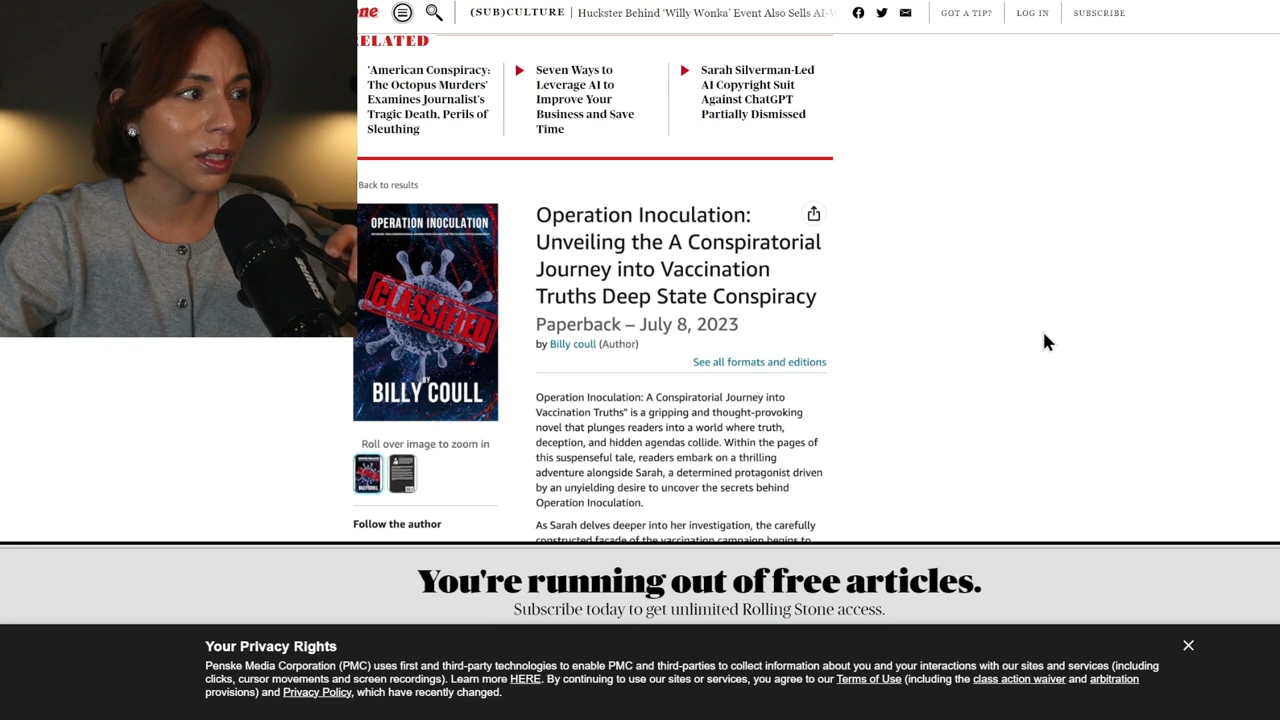 (SUB)CULTURE
Huckster Behind 'Willy Wonka' Event Also Sells AI-W
GOT A TIP?
LOG IN
SUBSCRIBE
ELATED
'American Conspiracy:
The Octopus Murders'
Examines Journalist's
Tragic Death, Perils of
Sleuthing
Seven Ways to
Leverage AI to
Improve Your
Business and Save
Time
Sarah Silverman-Led
AI Copyright Suit
Against ChatGPT
Partially Dismissed
Back to results
OPERATION INOCULATION
CLASSIFIED
BY
BILLY COULL
Roll over image to zoom in
Follow the author
Operation Inoculation:
Unveiling the A Conspiratorial
Journey into Vaccination
Truths Deep State Conspiracy
Paperback – July 8, 2023
by Billy coull (Author)
See all formats and editions
Operation Inoculation: A Conspiratorial Journey into
Vaccination Truths" is a gripping and thought-provoking
novel that plunges readers into a world where truth,
deception, and hidden agendas collide. Within the pages of
this suspenseful tale, readers embark on a thrilling
adventure alongside Sarah, a determined protagonist driven
by an unyielding desire to uncover the secrets behind
Operation Inoculation.
As Sarah delves deeper into her investigation, the carefully
constructed facade of the vaccination campaign begins to
You're running out of free articles.
Subscribe today to get unlimited Rolling Stone access.
Your Privacy Rights
Penske Media Corporation (PMC) uses first and third-party technologies to enable PMC and third-parties to collect information about you and your interactions with our sites and services (including
clicks, cursor movements and screen recordings). Learn more HERE. By continuing to use our sites or services, you agree to our Terms of Use (including the class action waiver and arbitration
provisions) and Privacy Policy, which have recently changed.
SHURE